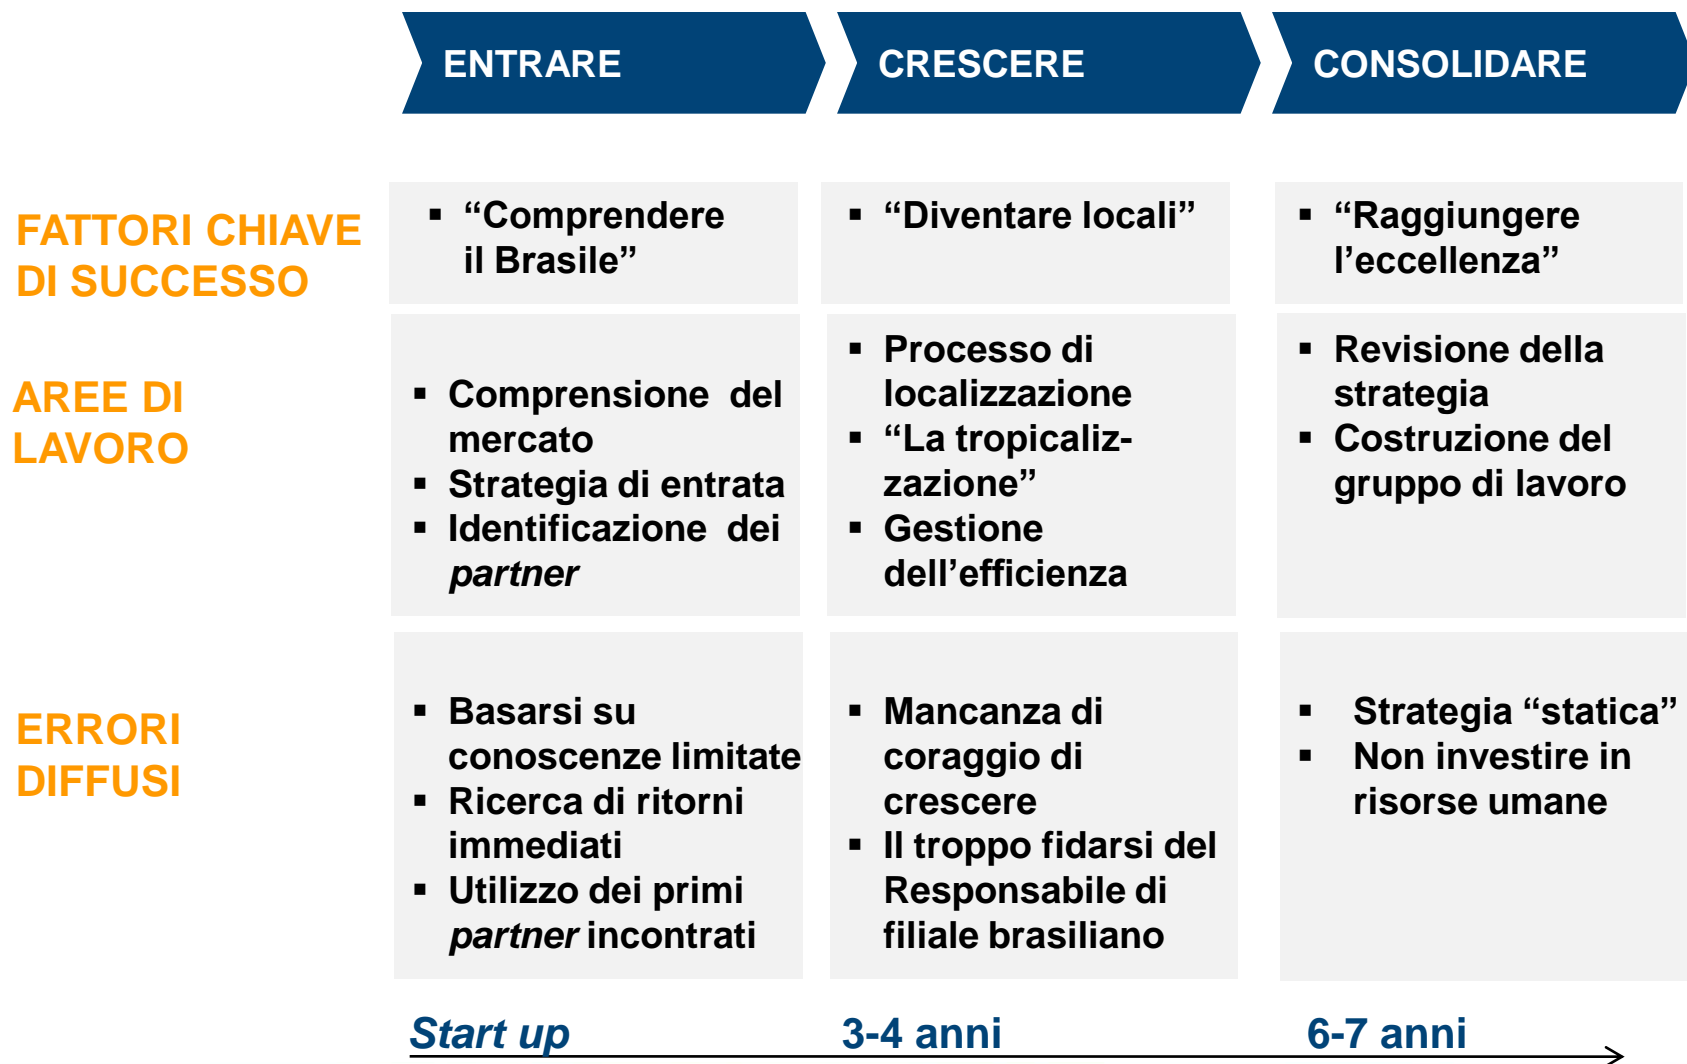 ENTRARE
CRESCERE
CONSOLIDARE
FATTORI CHIAVE
DI SUCCESSO
▪ “Comprendere
il Brasile”
▪ “Diventare locali”
▪ “Raggiungere
l’eccellenza”
AREE DI
LAVORO
▪ Comprensione del
mercato
▪ Strategia di entrata
▪ Identificazione dei
partner
▪ Processo di
localizzazione
▪ “La tropicaliz-
zazione”
▪ Gestione
dell’efficienza
▪ Revisione della
strategia
▪ Costruzione del
gruppo di lavoro
ERRORI
DIFFUSI
▪ Basarsi su
conoscenze limitate
▪ Ricerca di ritorni
immediati
▪ Utilizzo dei primi
partner incontrati
▪ Mancanza di
coraggio di
crescere
▪ Il troppo fidarsi del
Responsabile di
filiale brasiliano
▪ Strategia “statica”
▪ Non investire in
risorse umane
Start up
3-4 anni
6-7 anni